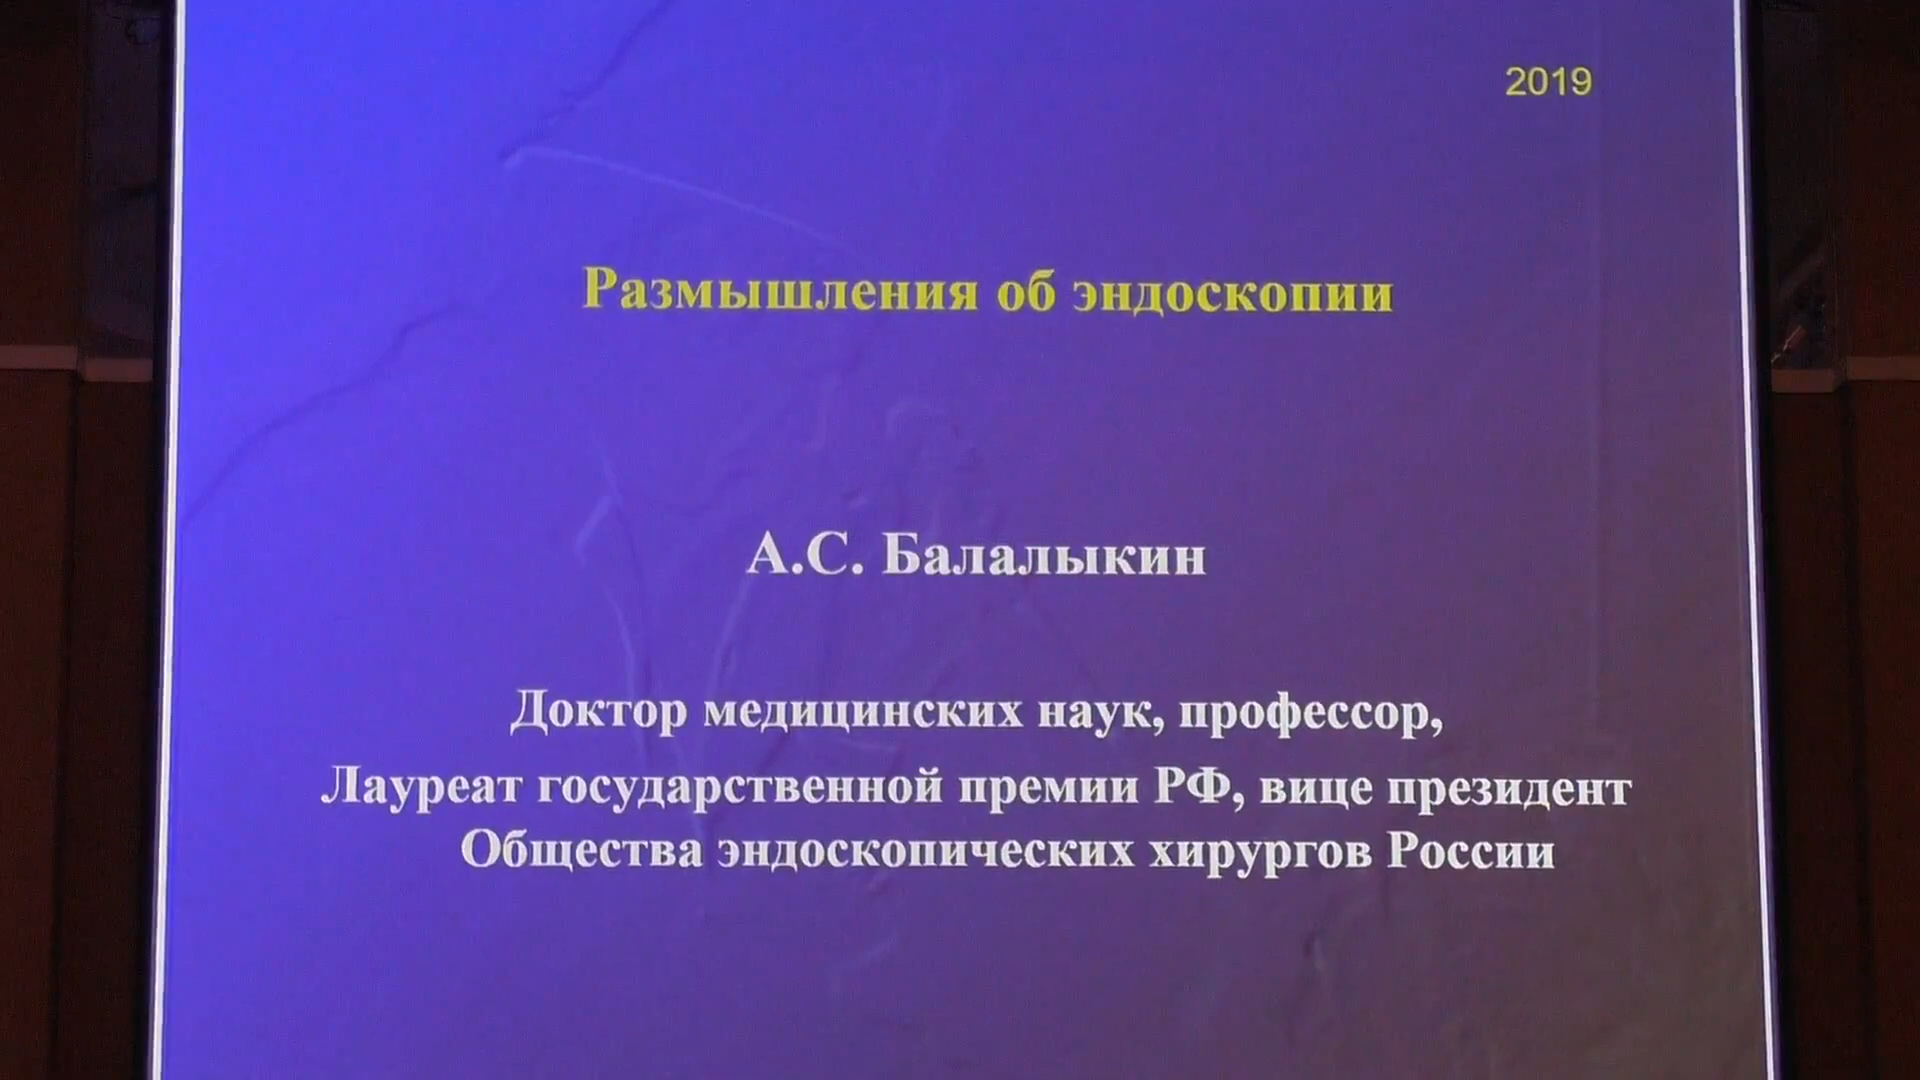 2019
Размышления об эндоскопии
А.С. Балалыкин
Доктор медицинских наук, профессор,
Лауреат государственной премии РФ, вице президент
Общества эндоскопических хирургов России